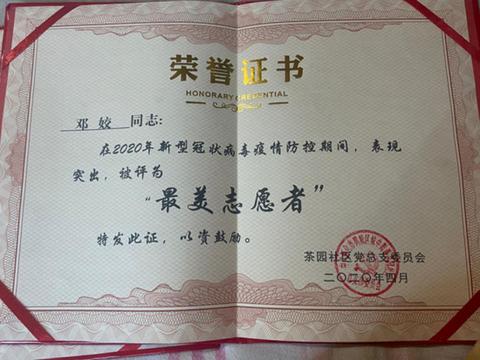 荣誉证书
HONORARY CREDENTIAL
邓姣 同志:
在2020年新型冠状病毒疫情防控期间，表现
突出，被评为
“最美志愿者”
特发此证，以资鼓励。
茶园社区党总支委员会
二〇二〇年四月